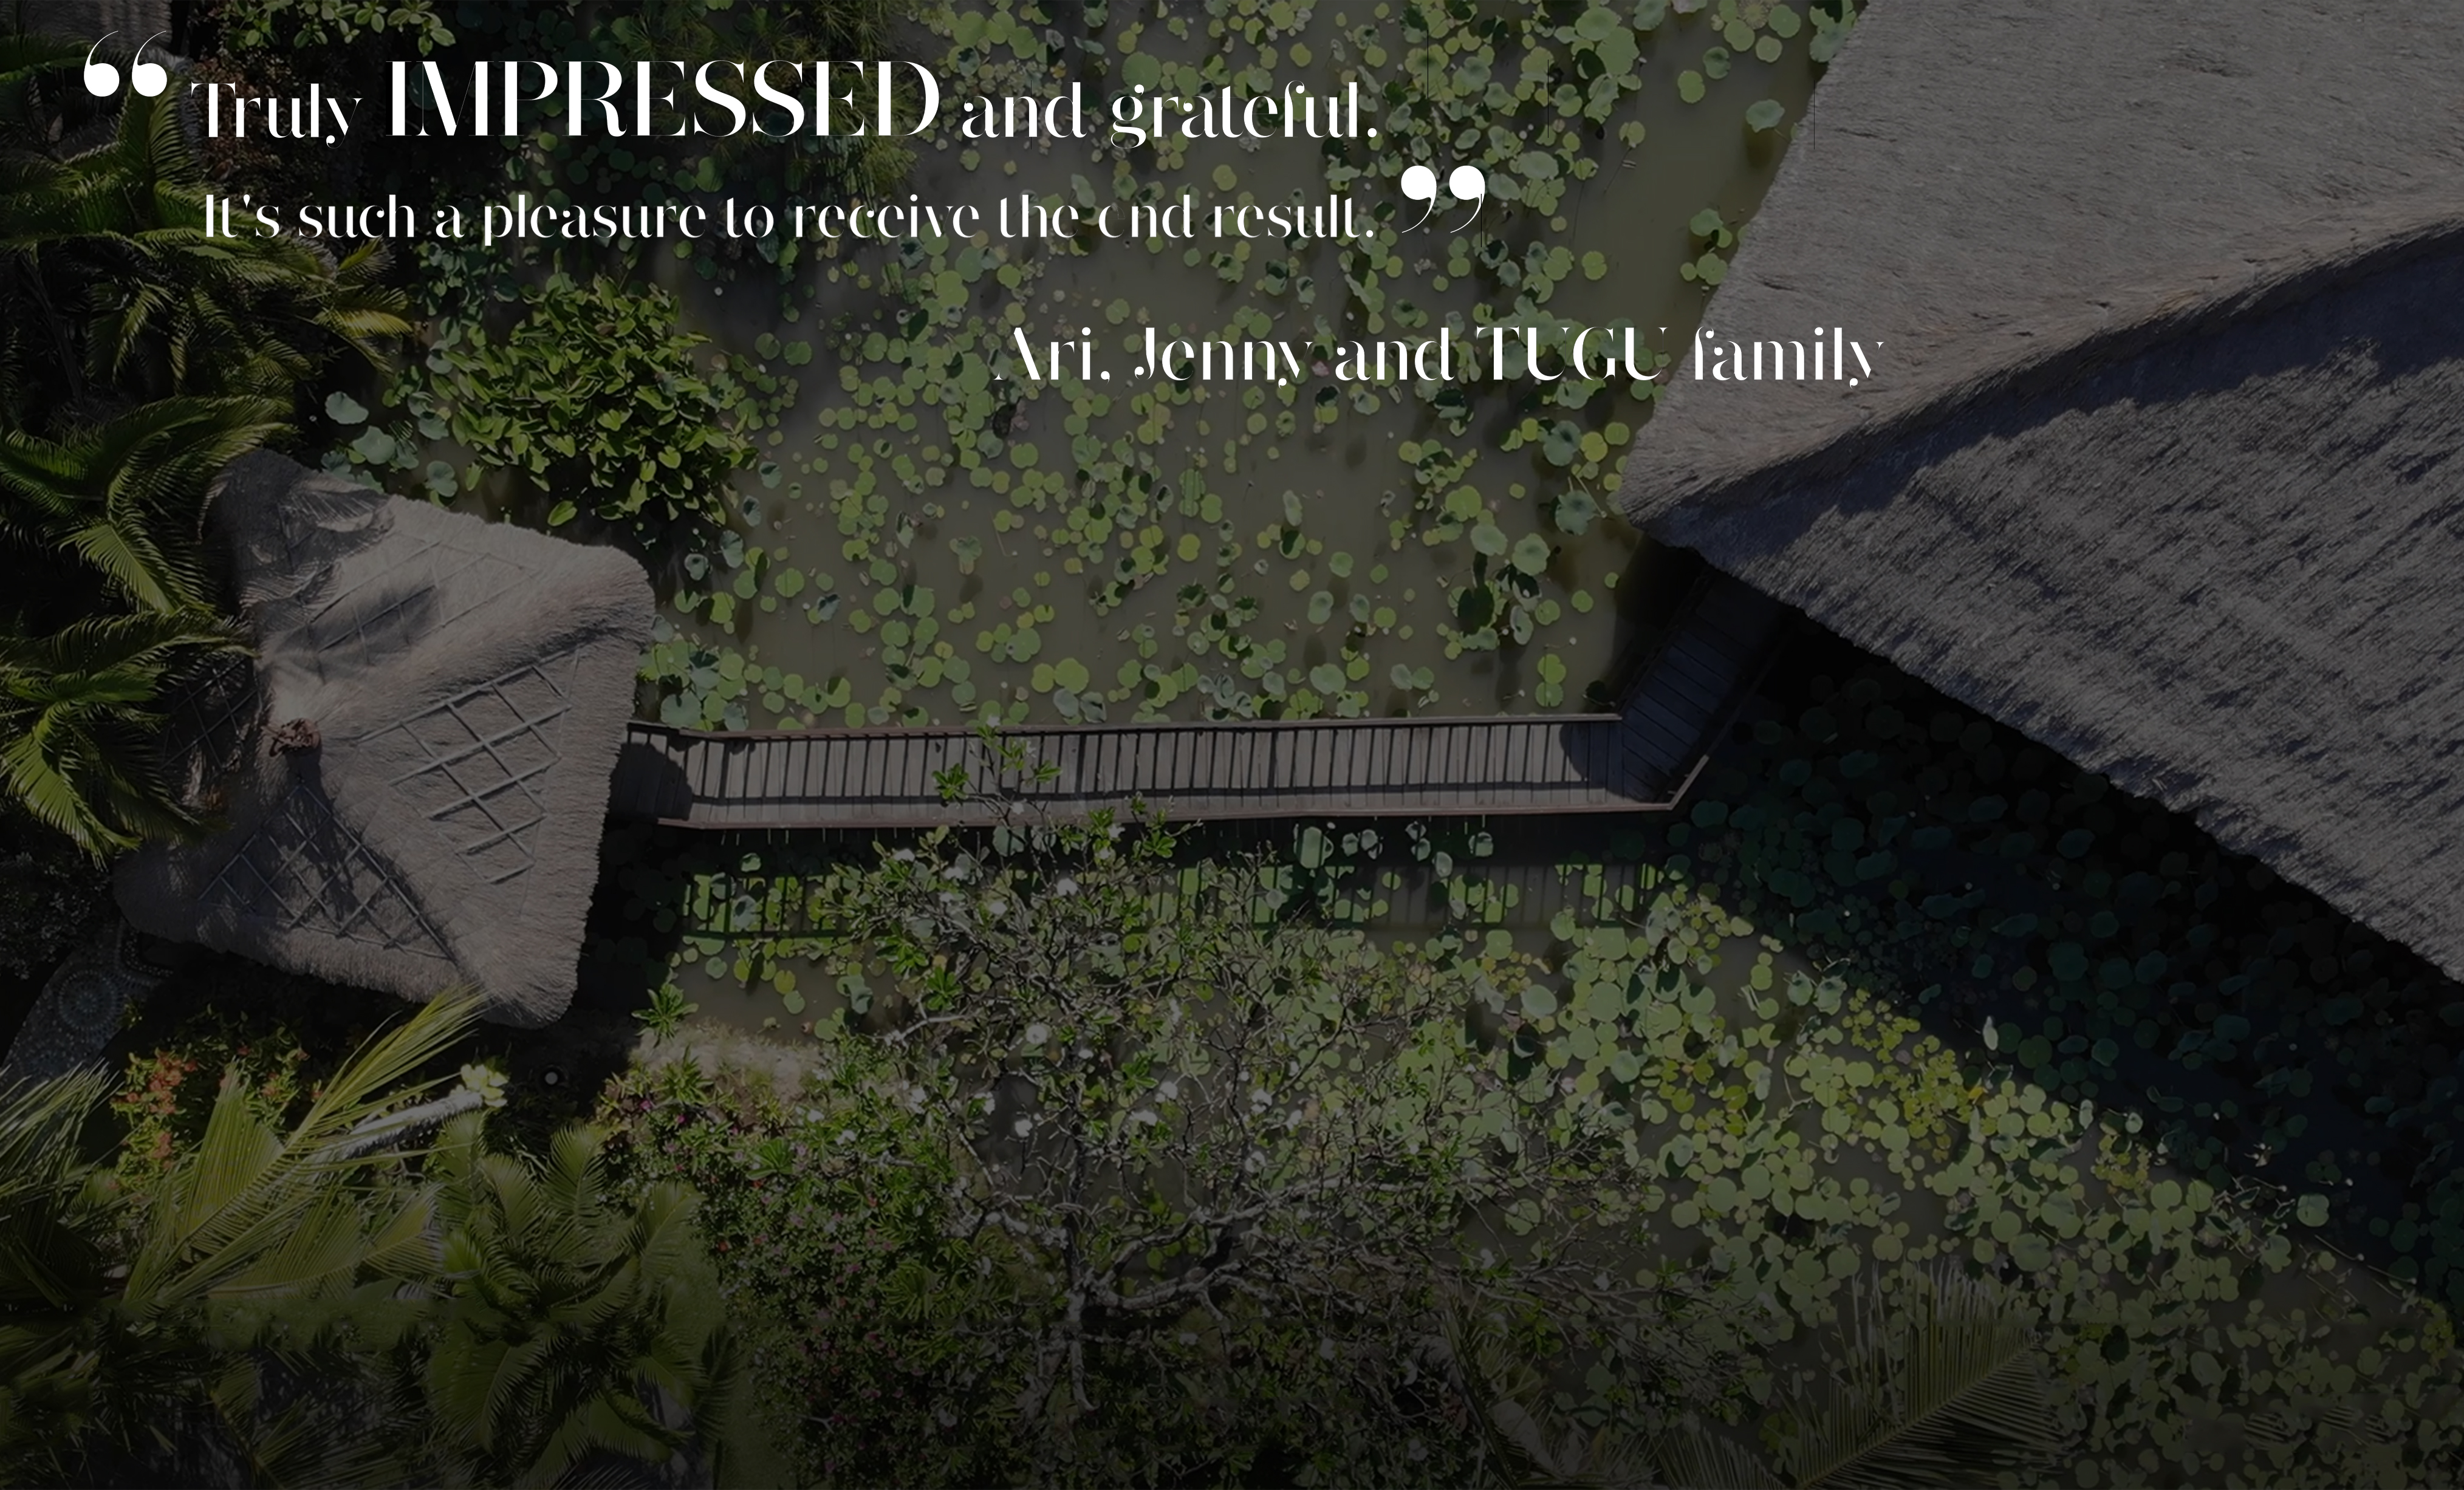 “Truly IMPRESSED and grateful.
It's such a pleasure to receive the end result.”
Ari, Jenny and TUGU family